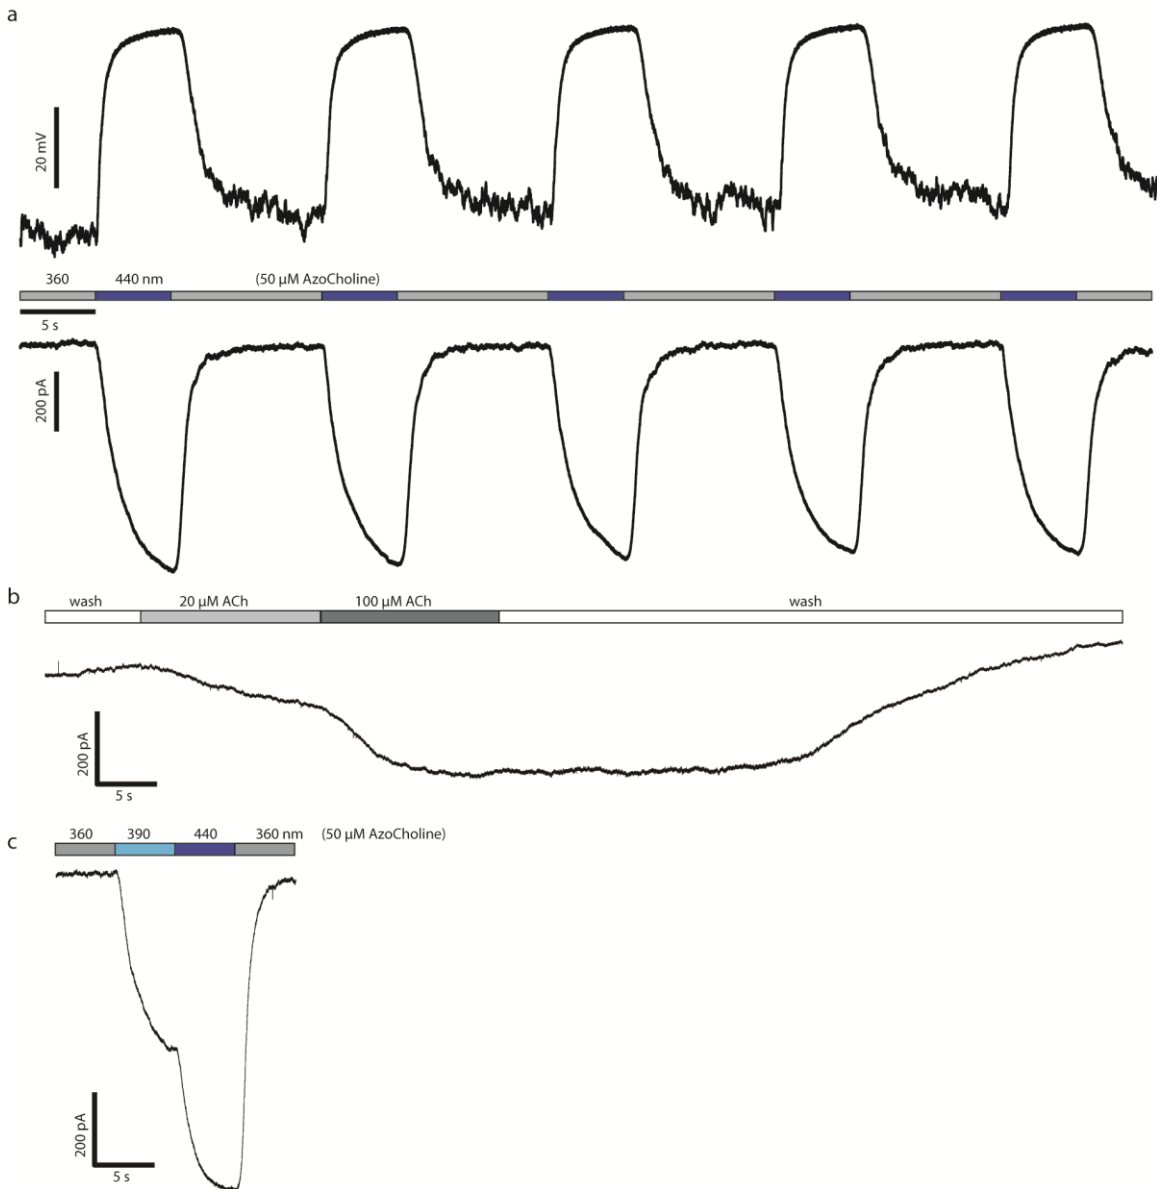 a
20 mV
360 440 nm (50 µM AzoCholine)
5 s
200 pA
b
wash 20 µM ACh 100 µM ACh wash
200 pA
5 s
c
360 390 440 360 nm (50 µM AzoCholine)
200 pA
5 s